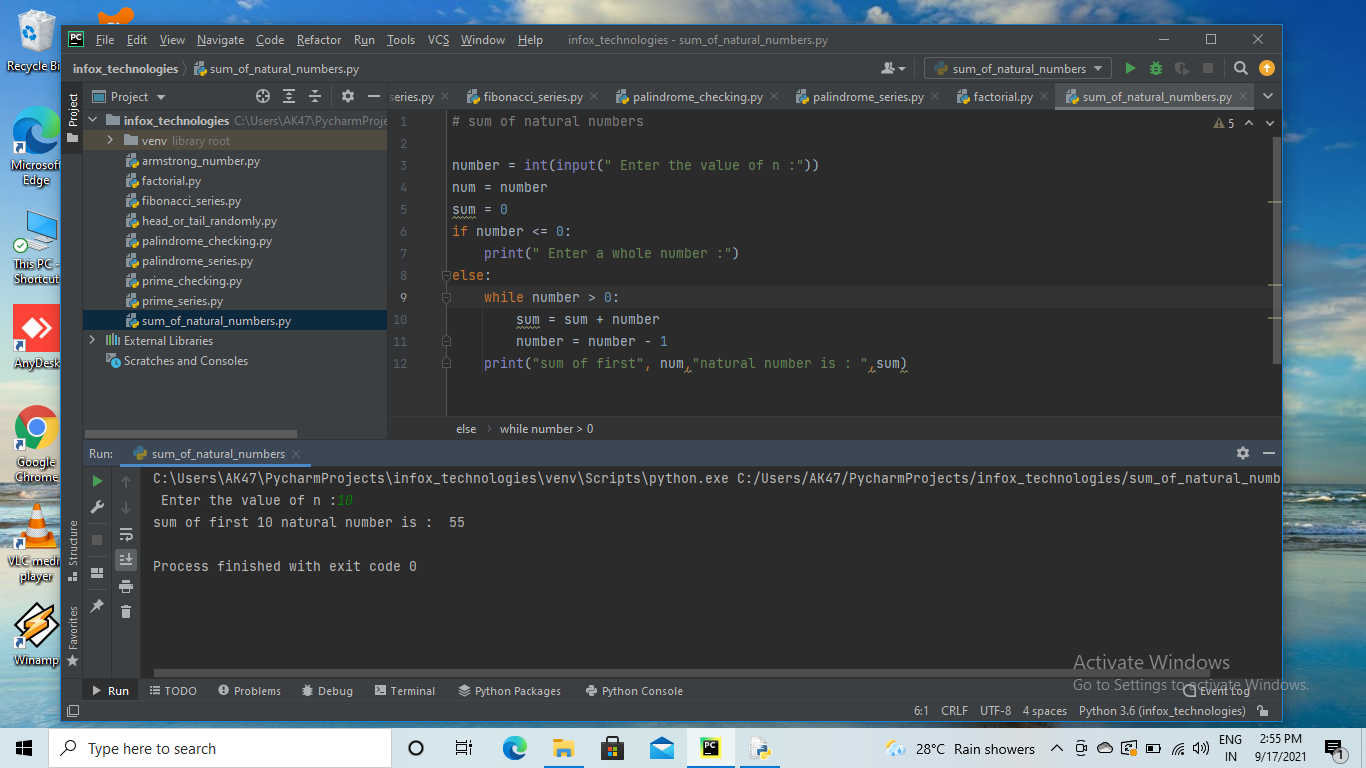 Recycle Bi
Microsoft
Edge
This PC -
Shortcut
AnyDesk
Google
Chrome
VLC medi
player
Winamp
PC File Edit View Navigate Code Refactor Run Tools VCS Window Help infox_technologies - sum_of_natural_numbers.py
infox_technologies sum_of_natural_numbers.py sum_of_natural_numbers
Project
Project
series.py fibonacci_series.py palindrome_checking.py palindrome_series.py factorial.py sum_of_natural_numbers.py
infox_technologies C:\Users\AK47\PycharmProje
venv library root
armstrong_number.py
factorial.py
fibonacci_series.py
head_or_tail_randomly.py
palindrome_checking.py
palindrome_series.py
prime_checking.py
prime_series.py
sum_of_natural_numbers.py
External Libraries
Scratches and Consoles
5
1 # sum of natural numbers
2
3 number = int(input(" Enter the value of n :"))
4 num = number
5 sum = 0
6 if number <= 0:
7 print(" Enter a whole number :")
8 else:
9 while number > 0:
10 sum = sum + number
11 number = number - 1
12 print("sum of first", num,"natural number is : ",sum)
else while number > 0
Run: sum_of_natural_numbers
C:\Users\AK47\PycharmProjects\infox_technologies\venv\Scripts\python.exe C:/Users/AK47/PycharmProjects/infox_technologies/sum_of_natural_numb
Enter the value of n :10
sum of first 10 natural number is :  55
Process finished with exit code 0
Structure
Favorites
Activate Windows
Go to Settings to activate Windows.
Run TODO Problems Debug Terminal Python Packages Python Console Event Log
6:1 CRLF UTF-8 4 spaces Python 3.6 (infox_technologies)
Type here to search
PC
28°C Rain showers
ENG
IN
2:55 PM
9/17/2021
1